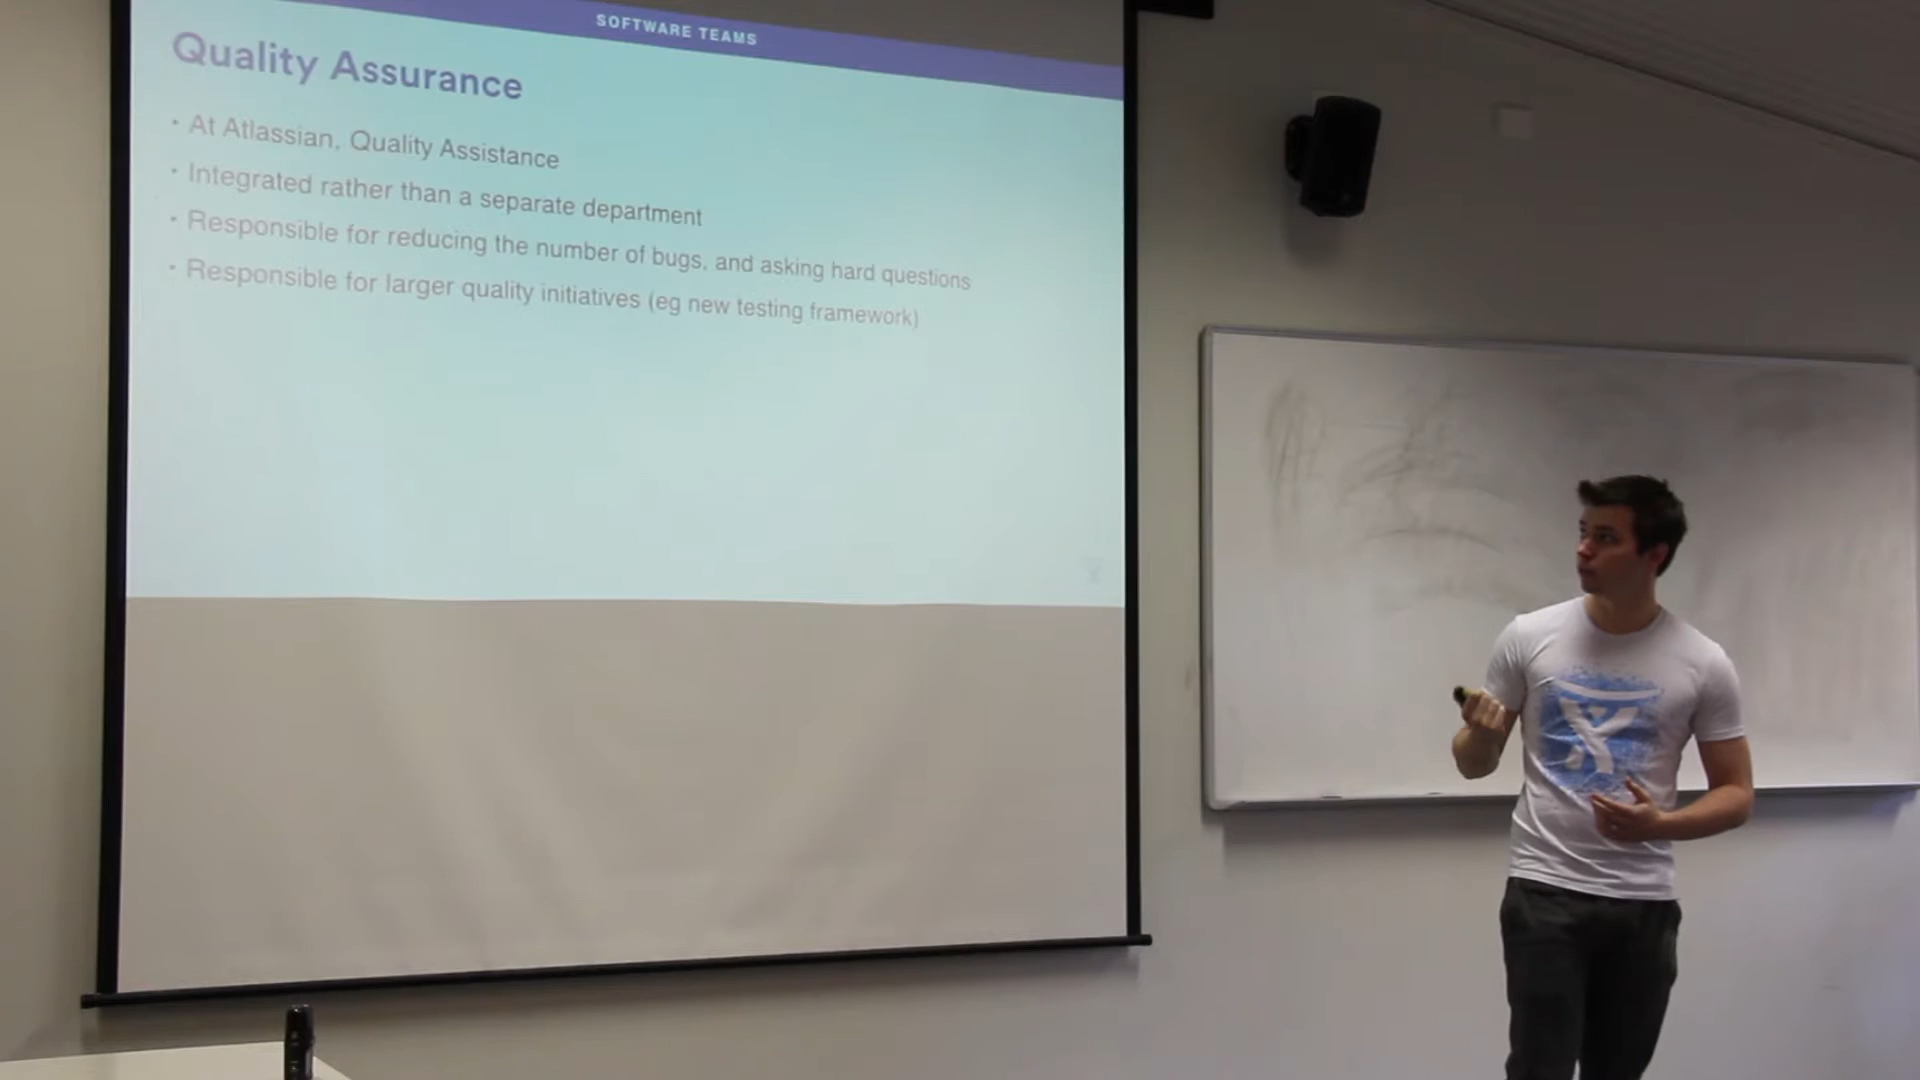 SOFTWARE TEAMS
Quality Assurance
• At Atlassian, Quality Assistance
• Integrated rather than a separate department
• Responsible for reducing the number of bugs, and asking hard questions
• Responsible for larger quality initiatives (eg new testing framework)